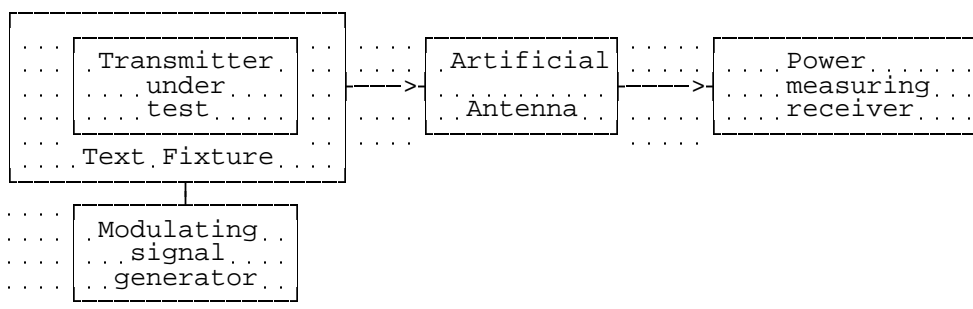 Transmitter
under
test
Text Fixture
Artificial
Antenna
Power
measuring
receiver
Modulating
signal
generator